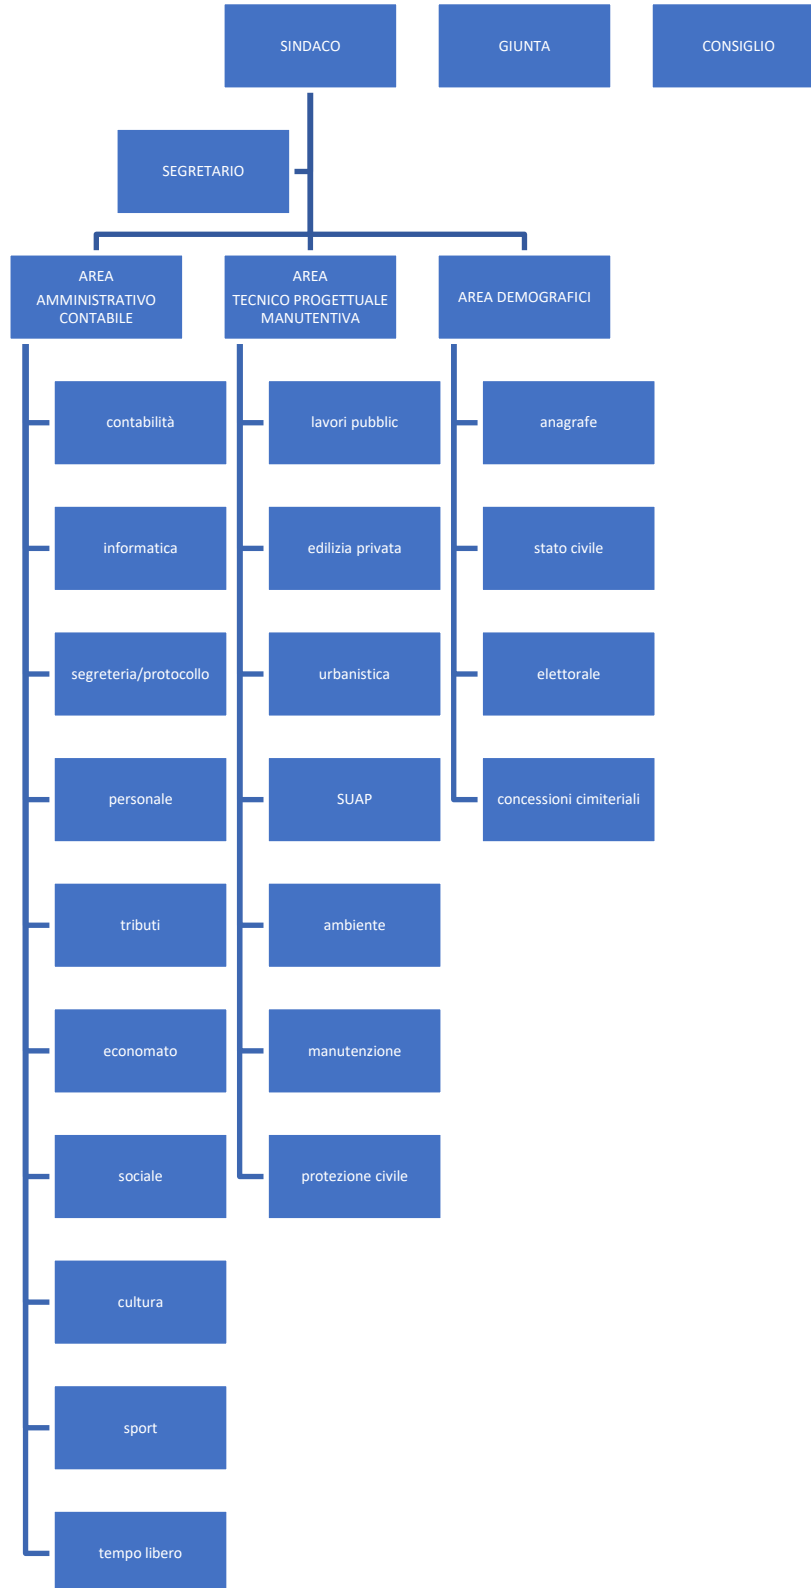 SINDACO
GIUNTA
CONSIGLIO
SEGRETARIO
AREA
AMMINISTRATIVO
CONTABILE
AREA
TECNICO PROGETTUALE
MANUTENTIVA
AREA DEMOGRAFICI
contabilità
informatica
segreteria/protocollo
personale
tributi
economato
sociale
cultura
sport
tempo libero
lavori pubblic
edilizia privata
urbanistica
SUAP
ambiente
manutenzione
protezione civile
anagrafe
stato civile
elettorale
concessioni cimiteriali